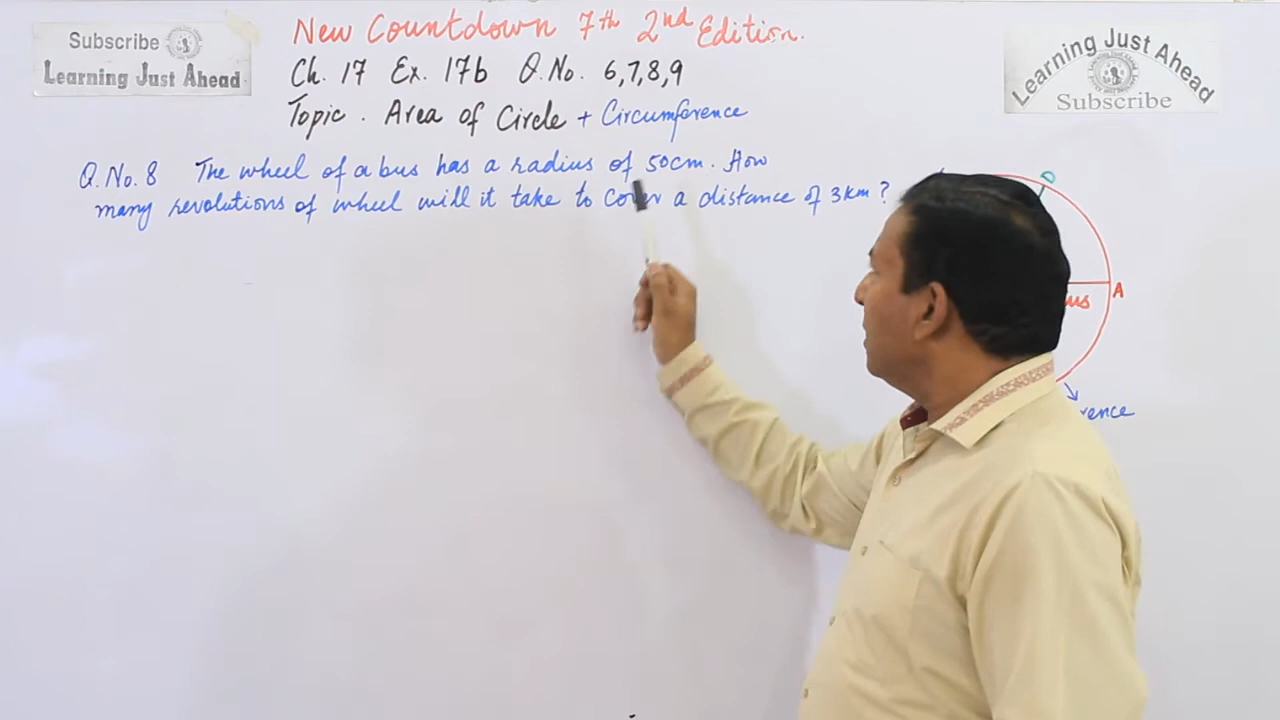 Subscribe
Learning Just Ahead
New Countdown 7th 2nd Edition.
Ch. 17 Ex. 17b Q.No. 6,7,8,9
Topic. Area of Circle + Circumference
Learning Just Ahead
Subscribe
Q.No.8 The wheel of a bus has a radius of 50cm. How
many revolutions of wheel will it take to cover a distance of 3km?
A